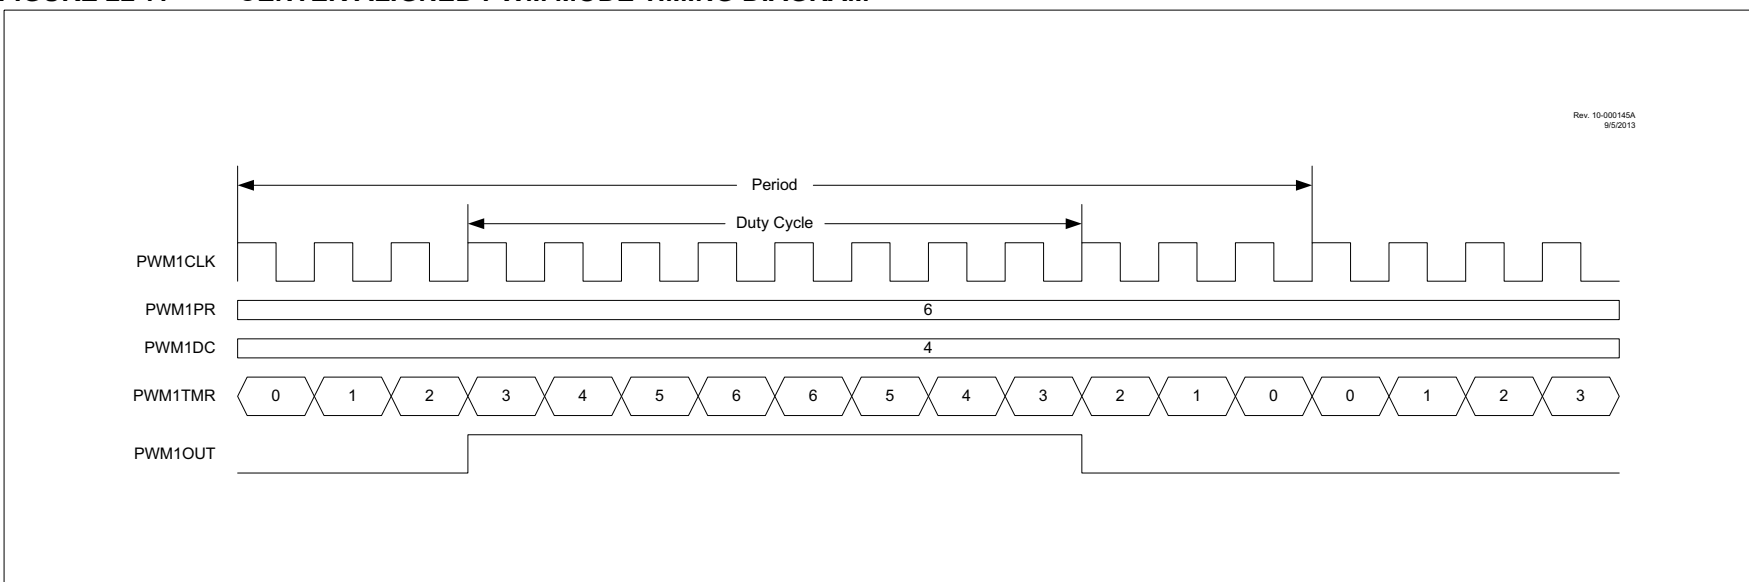 Rev. 10-000145A
9/5/2013
Period
Duty Cycle
PWM1CLK
PWM1PR 6
PWM1DC 4
PWM1TMR 0 1 2 3 4 5 6 6 5 4 3 2 1 0 0 1 2 3
PWM1OUT